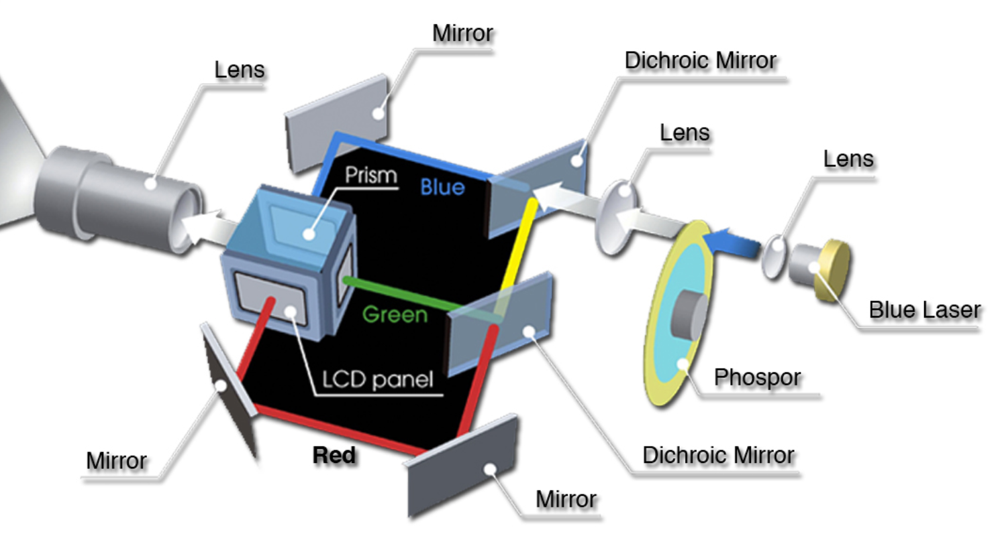 Mirror
Dichroic Mirror
Lens
Lens
Lens
Prism
Blue
Green
Blue Laser
LCD panel
Phospor
Red
Mirror
Dichroic Mirror
Mirror